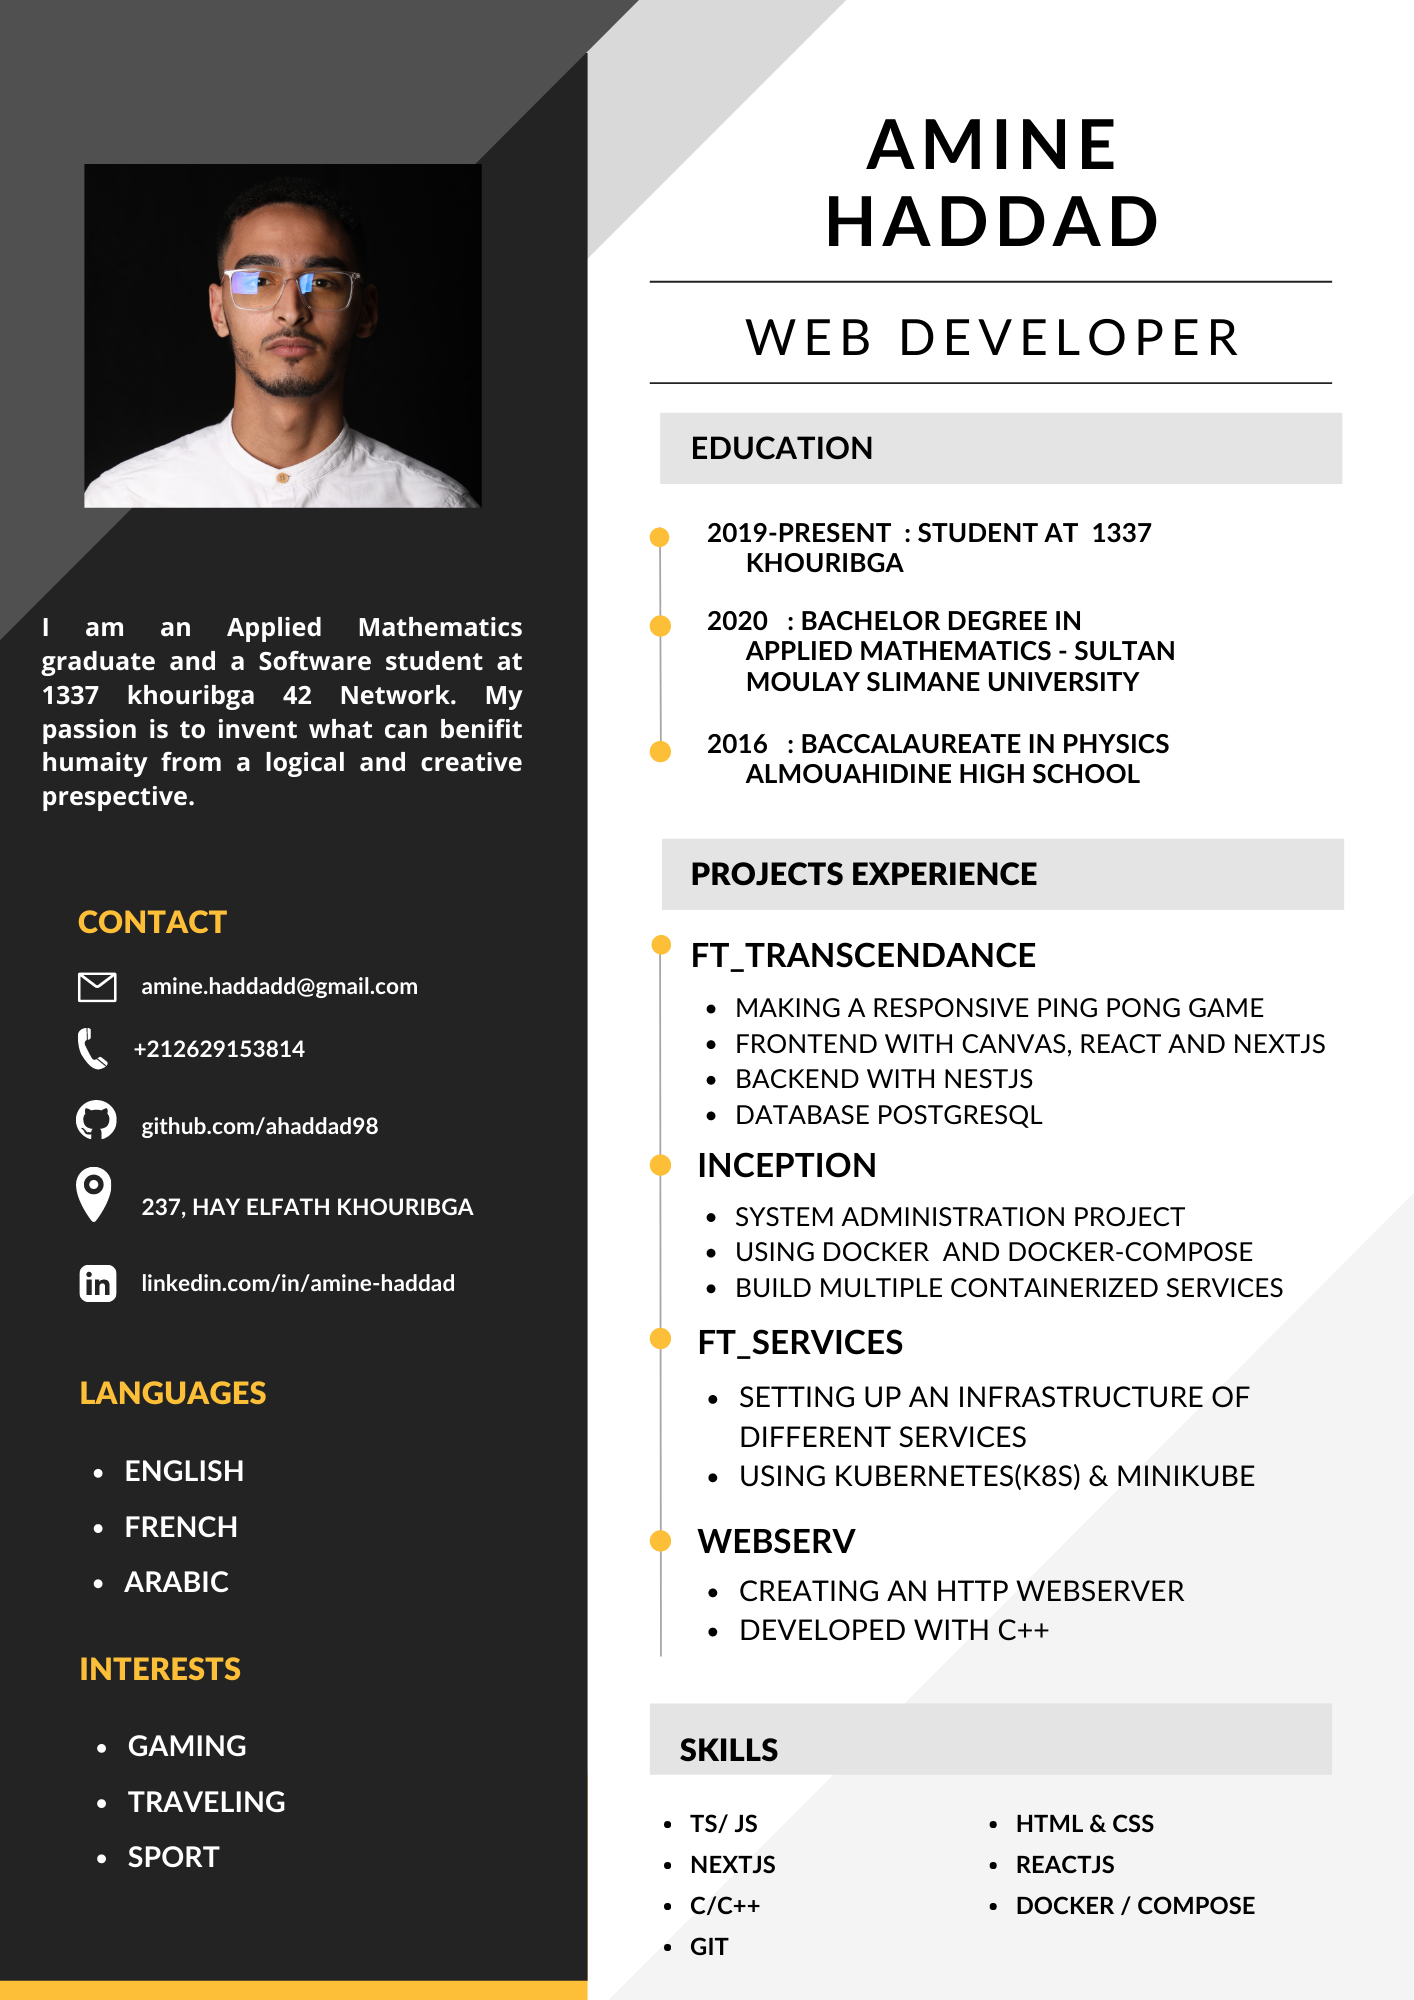 AMINE
HADDAD
WEB DEVELOPER
I am an Applied Mathematics
graduate and a Software student at
1337 khouribga 42 Network. My
passion is to invent what can benifit
humaity from a logical and creative
prespective.
CONTACT
amine.haddadd@gmail.com
+212629153814
github.com/ahaddad98
237, HAY ELFATH KHOURIBGA
linkedin.com/in/amine-haddad
LANGUAGES
• ENGLISH
• FRENCH
• ARABIC
INTERESTS
• GAMING
• TRAVELING
• SPORT
EDUCATION
2019-PRESENT : STUDENT AT 1337
KHOURIBGA
2020 : BACHELOR DEGREE IN
APPLIED MATHEMATICS - SULTAN
MOULAY SLIMANE UNIVERSITY
2016 : BACCALAUREATE IN PHYSICS
ALMOUAHIDINE HIGH SCHOOL
PROJECTS EXPERIENCE
FT_TRANSCENDANCE
• MAKING A RESPONSIVE PING PONG GAME
• FRONTEND WITH CANVAS, REACT AND NEXTJS
• BACKEND WITH NESTJS
• DATABASE POSTGRESQL
INCEPTION
• SYSTEM ADMINISTRATION PROJECT
• USING DOCKER AND DOCKER-COMPOSE
• BUILD MULTIPLE CONTAINERIZED SERVICES
FT_SERVICES
• SETTING UP AN INFRASTRUCTURE OF
DIFFERENT SERVICES
• USING KUBERNETES(K8S) & MINIKUBE
WEBSERV
• CREATING AN HTTP WEBSERVER
• DEVELOPED WITH C++
SKILLS
• TS/ JS
• NEXTJS
• C/C++
• GIT
• HTML & CSS
• REACTJS
• DOCKER / COMPOSE